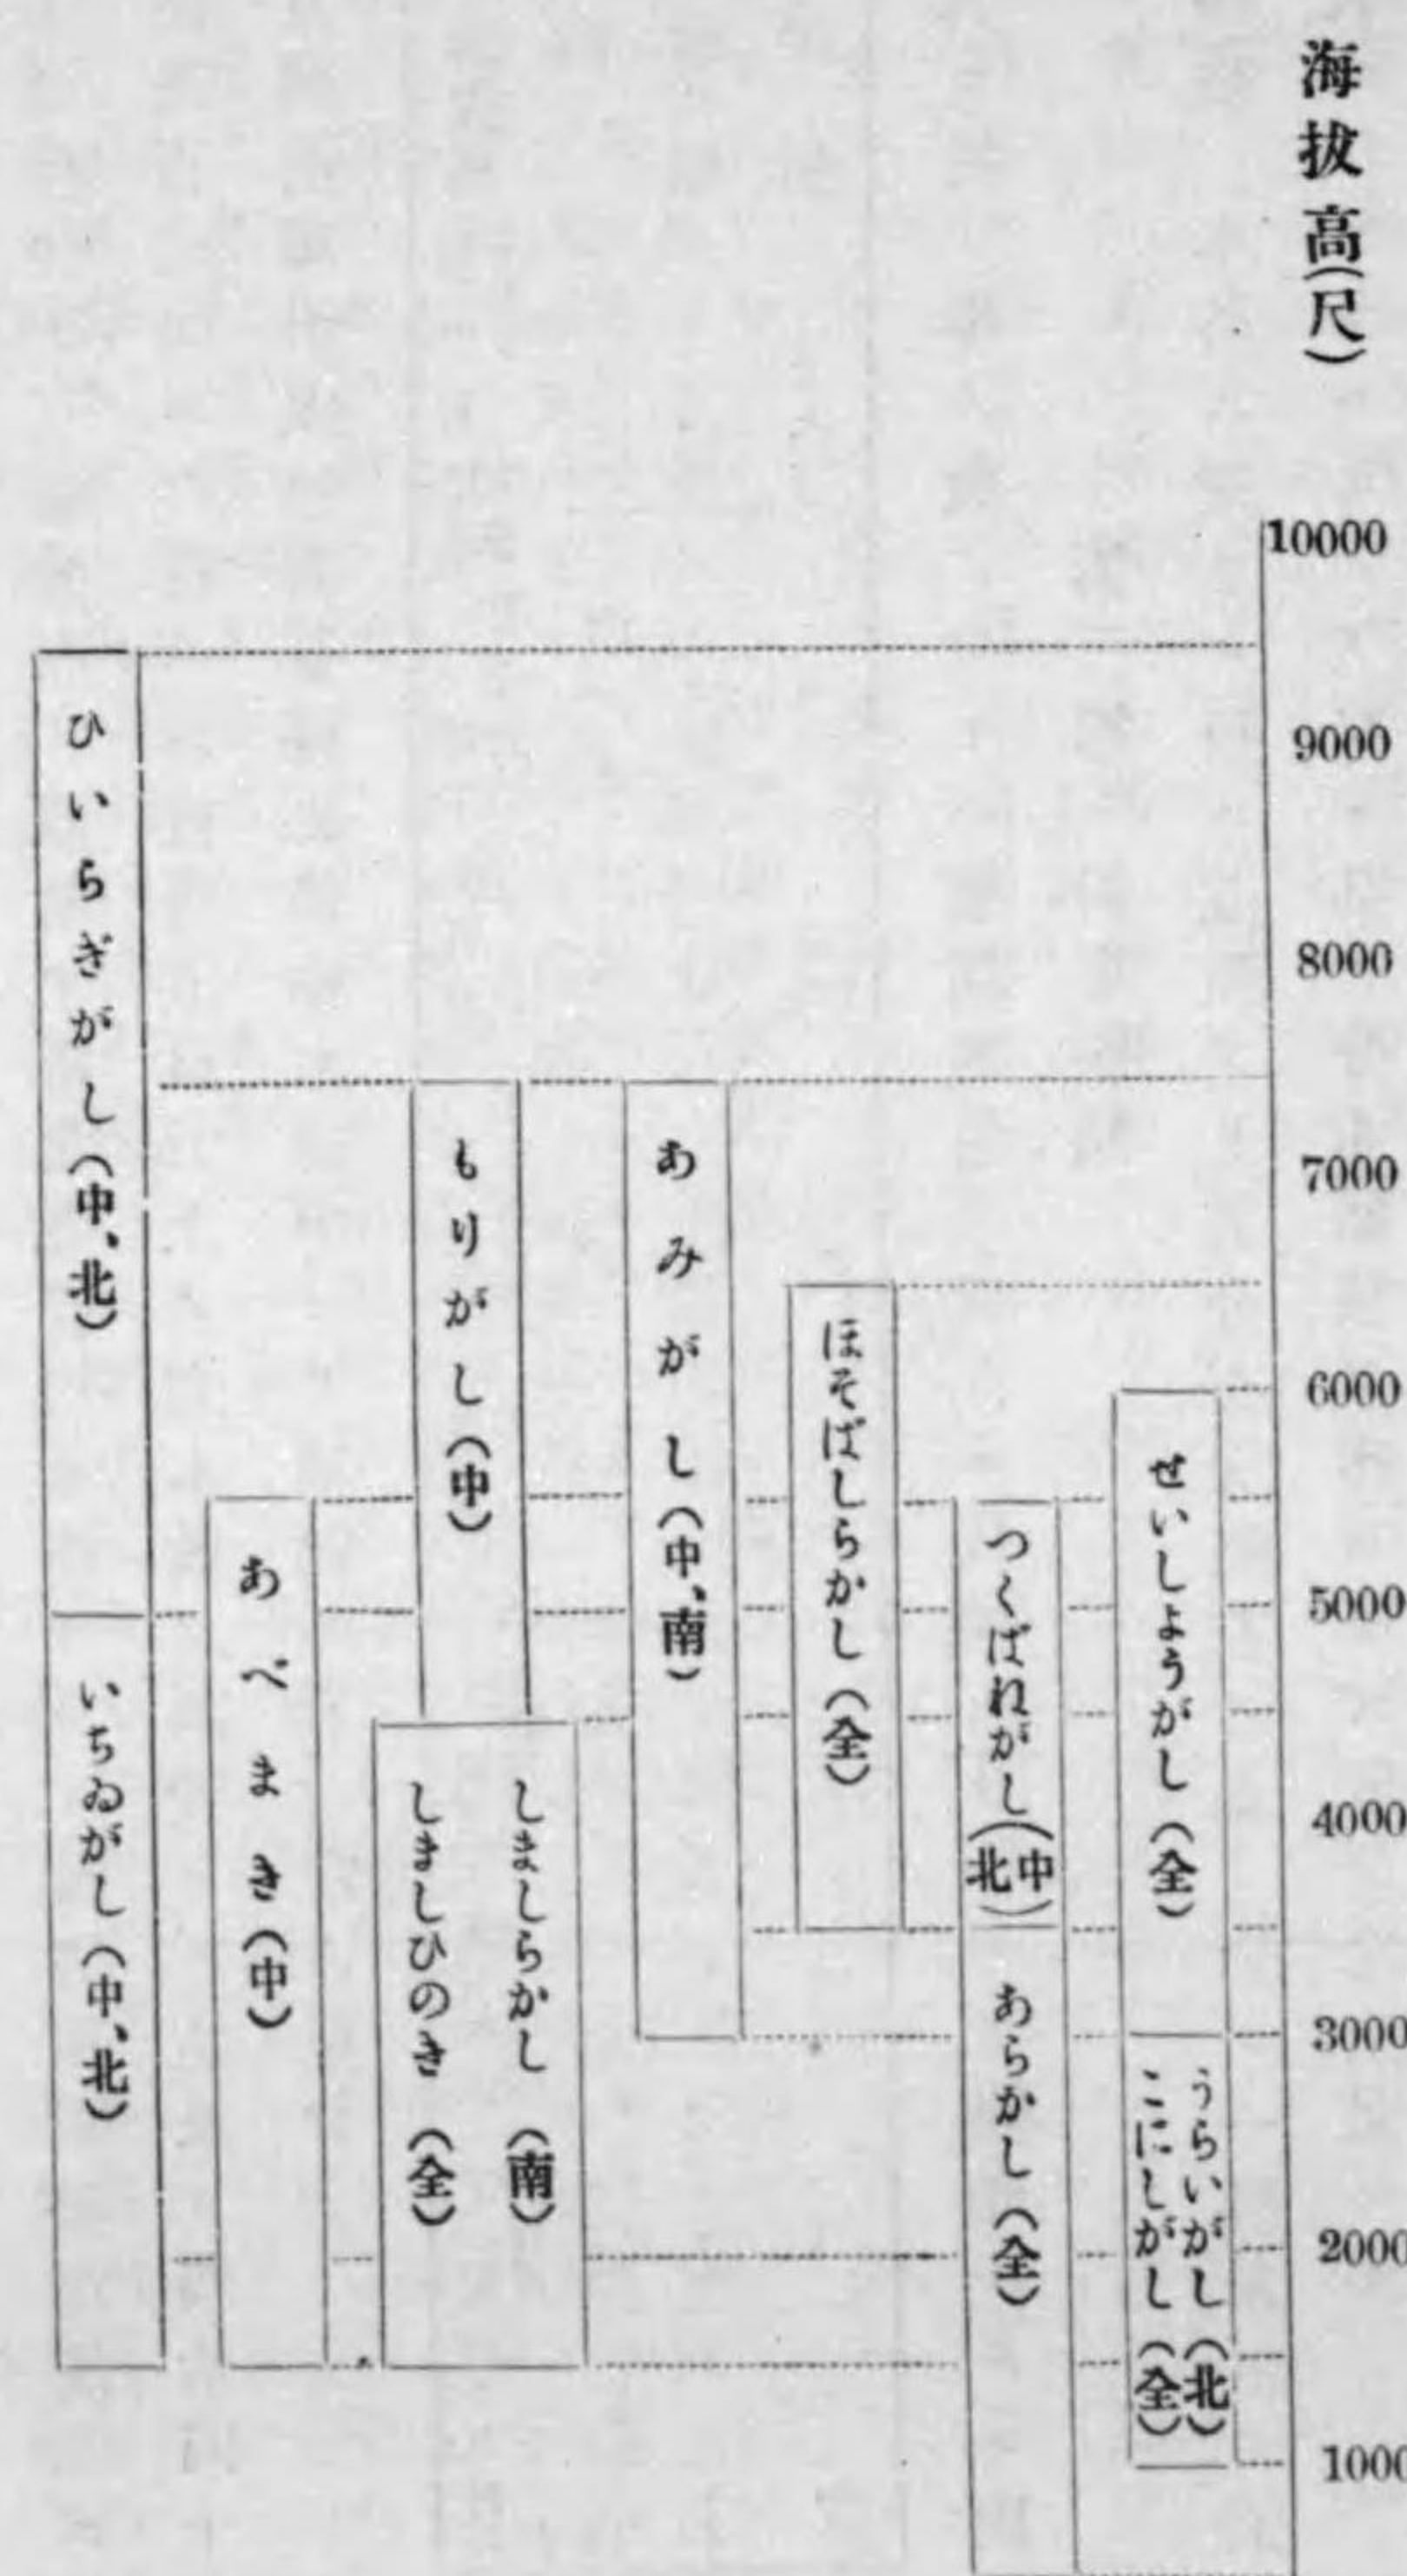 海拔高(尺)
10000
9000
8000
7000
6000
5000
4000
3000
2000
1000
せいしようがし(全)
うらいがし(北)
こにしがし(全)
つくばねがし(中北)
あらかし(全)
ほそばしらかし(全)
あみがし(中、南)
もりがし(中)
しましらかし(南)
しましひのき(全)
あべまき(中)
ひいらぎがし(中、北)
いちゐがし(中、北)